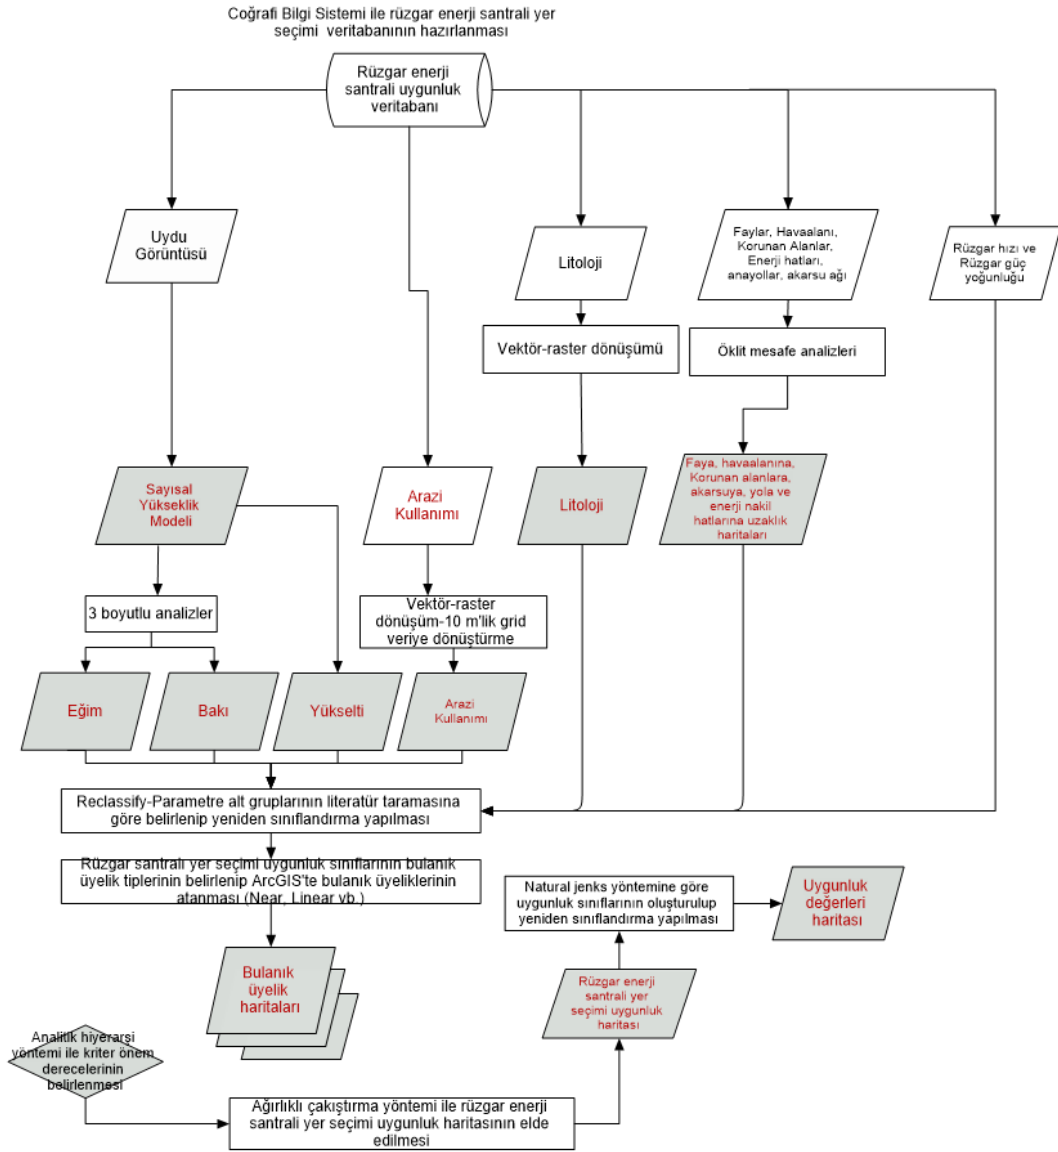 Coğrafi Bilgi Sistemi ile rüzgar enerji santrali yer
seçimi veritabanının hazırlanması
Rüzgar enerji
santrali uygunluk
veritabanı
Uydu
Görüntüsü
Litoloji
Faylar, Havaalanı,
Korunan Alanlar,
Enerji hatları,
anayollar, akarsu ağı
Rüzgar hızı ve
Rüzgar güç
yoğunluğu
Vektör-raster dönüşümü
Öklit mesafe analizleri
Sayısal
Yükseklik
Modeli
Arazi
Kullanımı
Litoloji
Faya, havaalanına,
Korunan alanlara,
akarsuya, yola ve
enerji nakil
hatlarına uzaklık
haritaları
3 boyutlu analizler
Vektör-raster
dönüşüm-10 m'lik grid
veriye dönüştürme
Eğim
Bakı
Yükselti
Arazi
Kullanımı
Reclassify-Parametre alt gruplarının literatür taramasına
göre belirlenip yeniden sınıflandırma yapılması
Rüzgar santrali yer seçimi uygunluk sınıflarının bulanık
üyelik tiplerinin belirlenip ArcGIS'te bulanık üyeliklerinin
atanması (Near, Linear vb.)
Natural jenks yöntemine göre
uygunluk sınıflarının oluşturulup
yeniden sınıflandırma yapılması
Uygunluk
değerleri
haritası
Bulanık
üyelik
haritaları
Rüzgar enerji
santrali yer
seçimi uygunluk
haritası
Analitik hiyerarşi
yöntemi ile kriter önem
derecelerinin
belirlenmesi
Ağırlıklı çakıştırma yöntemi ile rüzgar enerji
santrali yer seçimi uygunluk haritasının elde
edilmesi